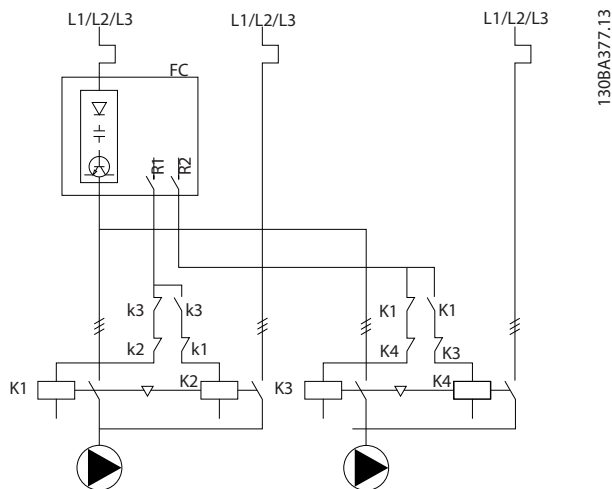 L1/L2/L3 L1/L2/L3 L1/L2/L3
FC
R1 R2
k3 k3 K1 K1
k2 k1 K4 K3
K1 K2 K3 K4
130BA377.13